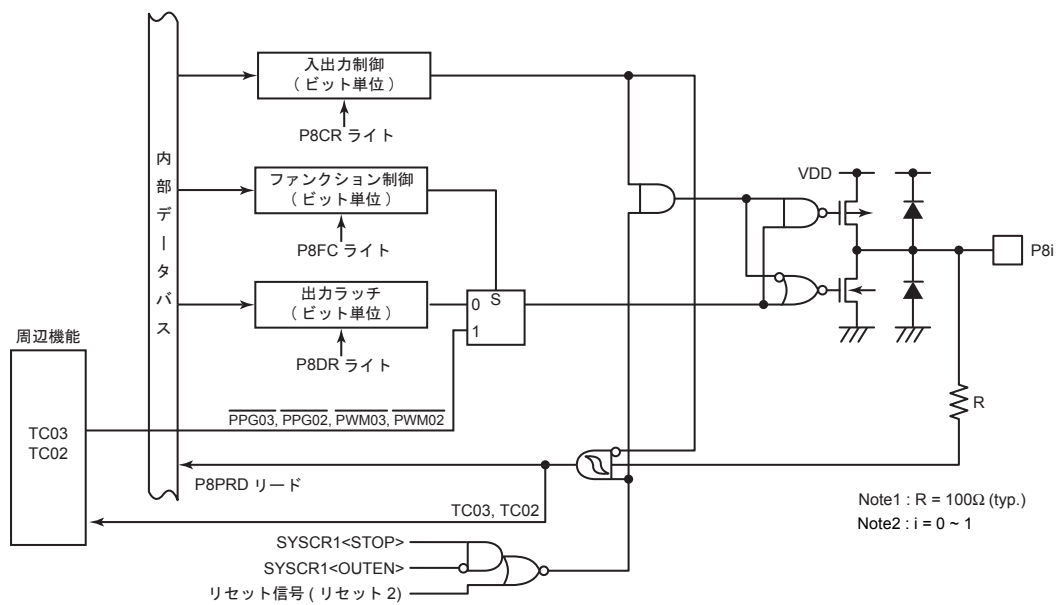 入出力制御
( ビット単位 )
P8CR ライト
内部データバス
ファンクション制御
( ビット単位 )
P8FC ライト
出力ラッチ
( ビット単位 )
P8DR ライト
0 S
1
VDD
P8i
R
周辺機能
TC03
TC02
PPG03, PPG02, PWM03, PWM02
P8PRD リード
TC03, TC02
SYSCR1<STOP>
SYSCR1<OUTEN>
リセット信号 ( リセット 2)
Note1 : R = 100Ω (typ.)
Note2 : i = 0 ~ 1